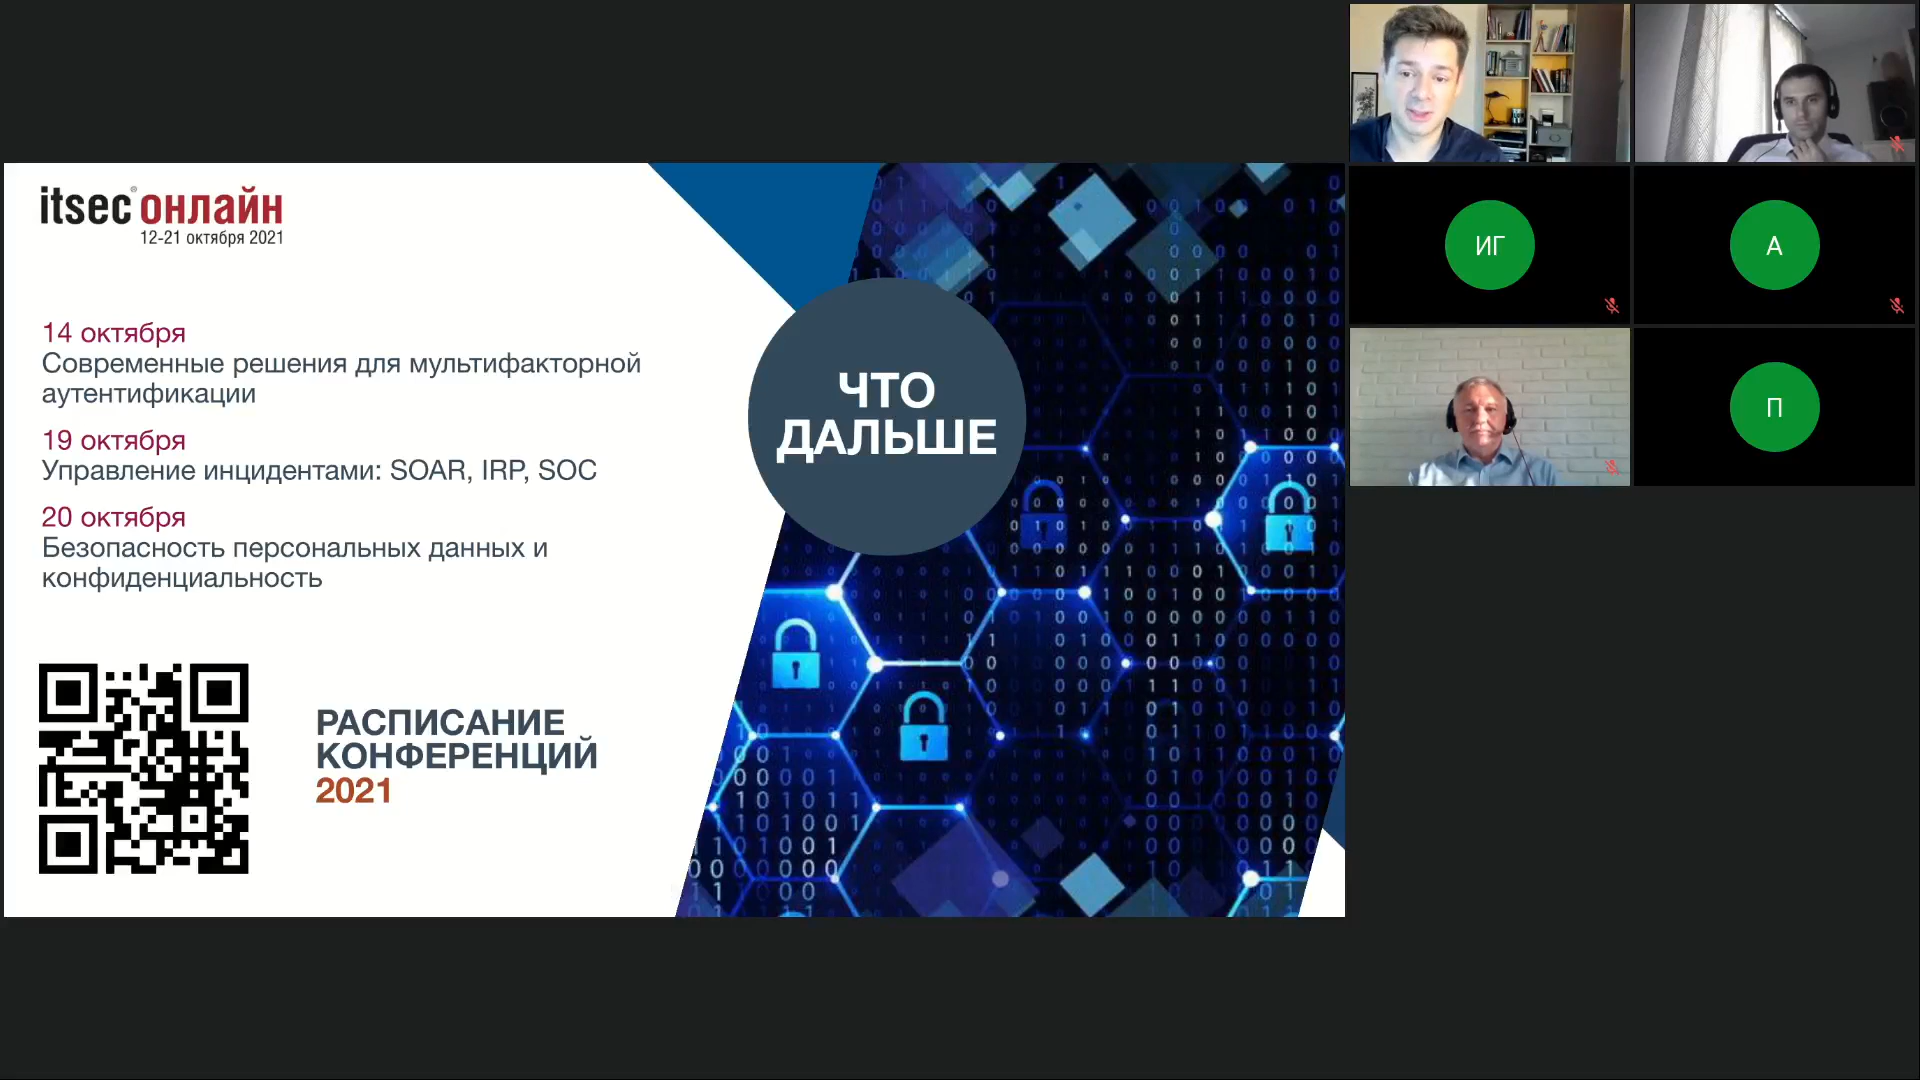 itsec® онлайн
12-21 октября 2021
14 октября
Современные решения для мультифакторной
аутентификации
19 октября
Управление инцидентами: SOAR, IRP, SOC
20 октября
Безопасность персональных данных и
конфиденциальность
РАСПИСАНИЕ
КОНФЕРЕНЦИЙ
2021
ЧТО
ДАЛЬШЕ
ИГ
А
П